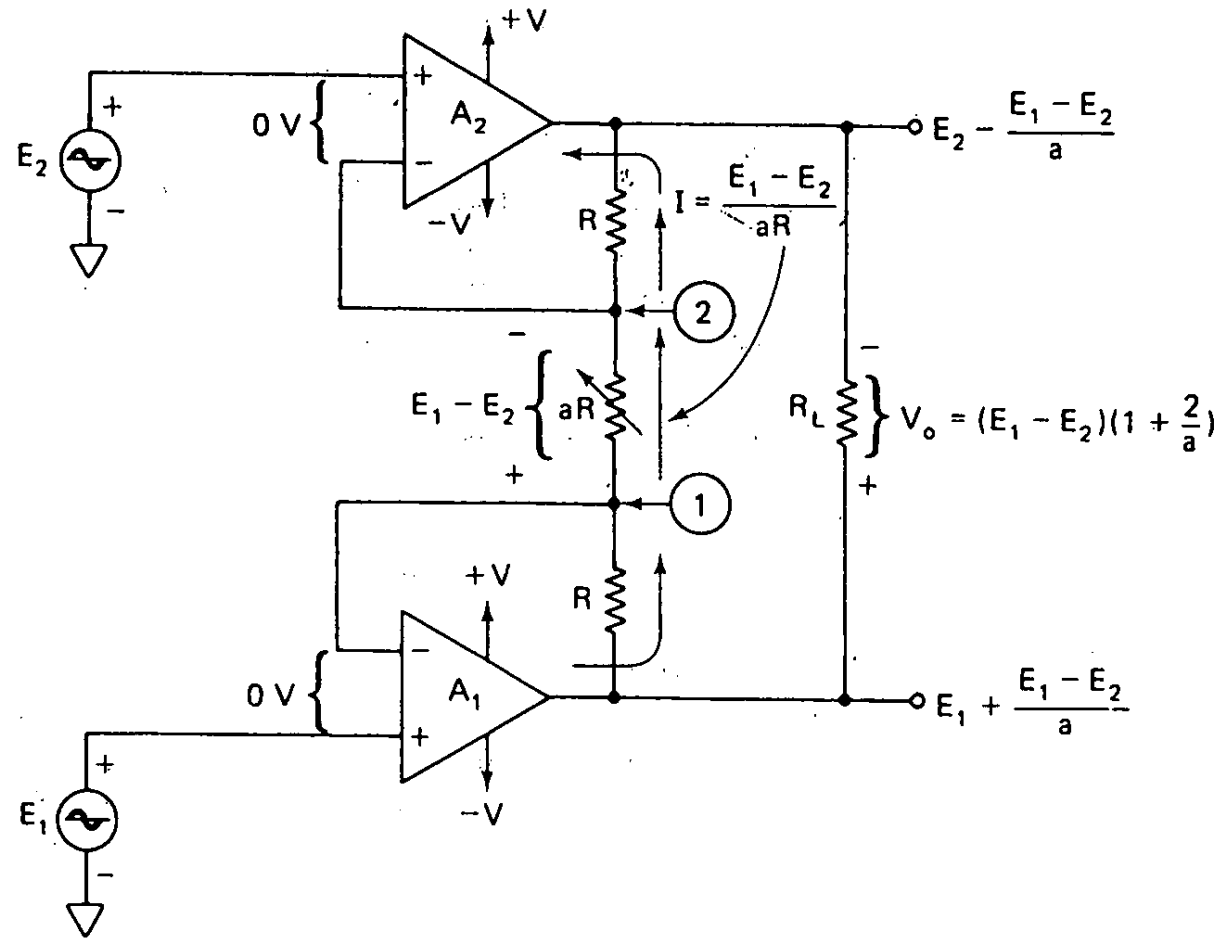 +V
+
A₂
0 V {
E₂
+
−
−
−V
E₂ − (E₁ − E₂)/a
R
I = (E₁ − E₂)/aR
2
−
E₁ − E₂ { aR
+
−
R_L } V₀ = (E₁ − E₂)(1 + 2/a)
+
1
+V
R
−
A₁
0 V {
+
E₁ + (E₁ − E₂)/a
+
E₁
−
−V